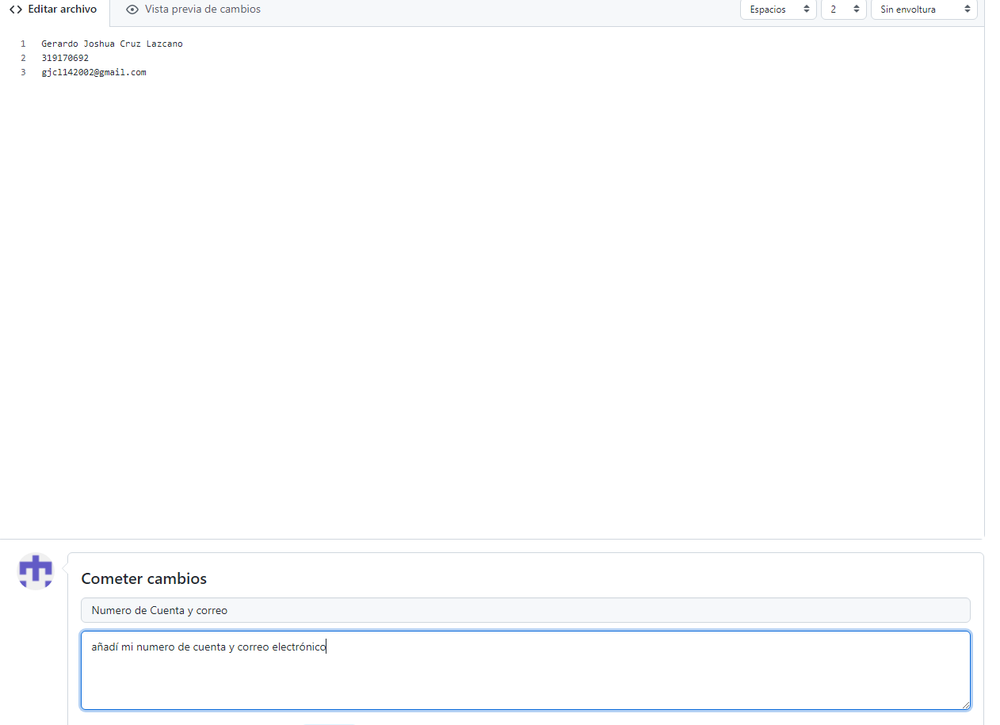 Editar archivo Vista previa de cambios Espacios 2 Sin envoltura
1 Gerardo Joshua Cruz Lazcano
2 319170692
3 gjcl142002@gmail.com
Cometer cambios
Numero de Cuenta y correo
añadí mi numero de cuenta y correo electrónico